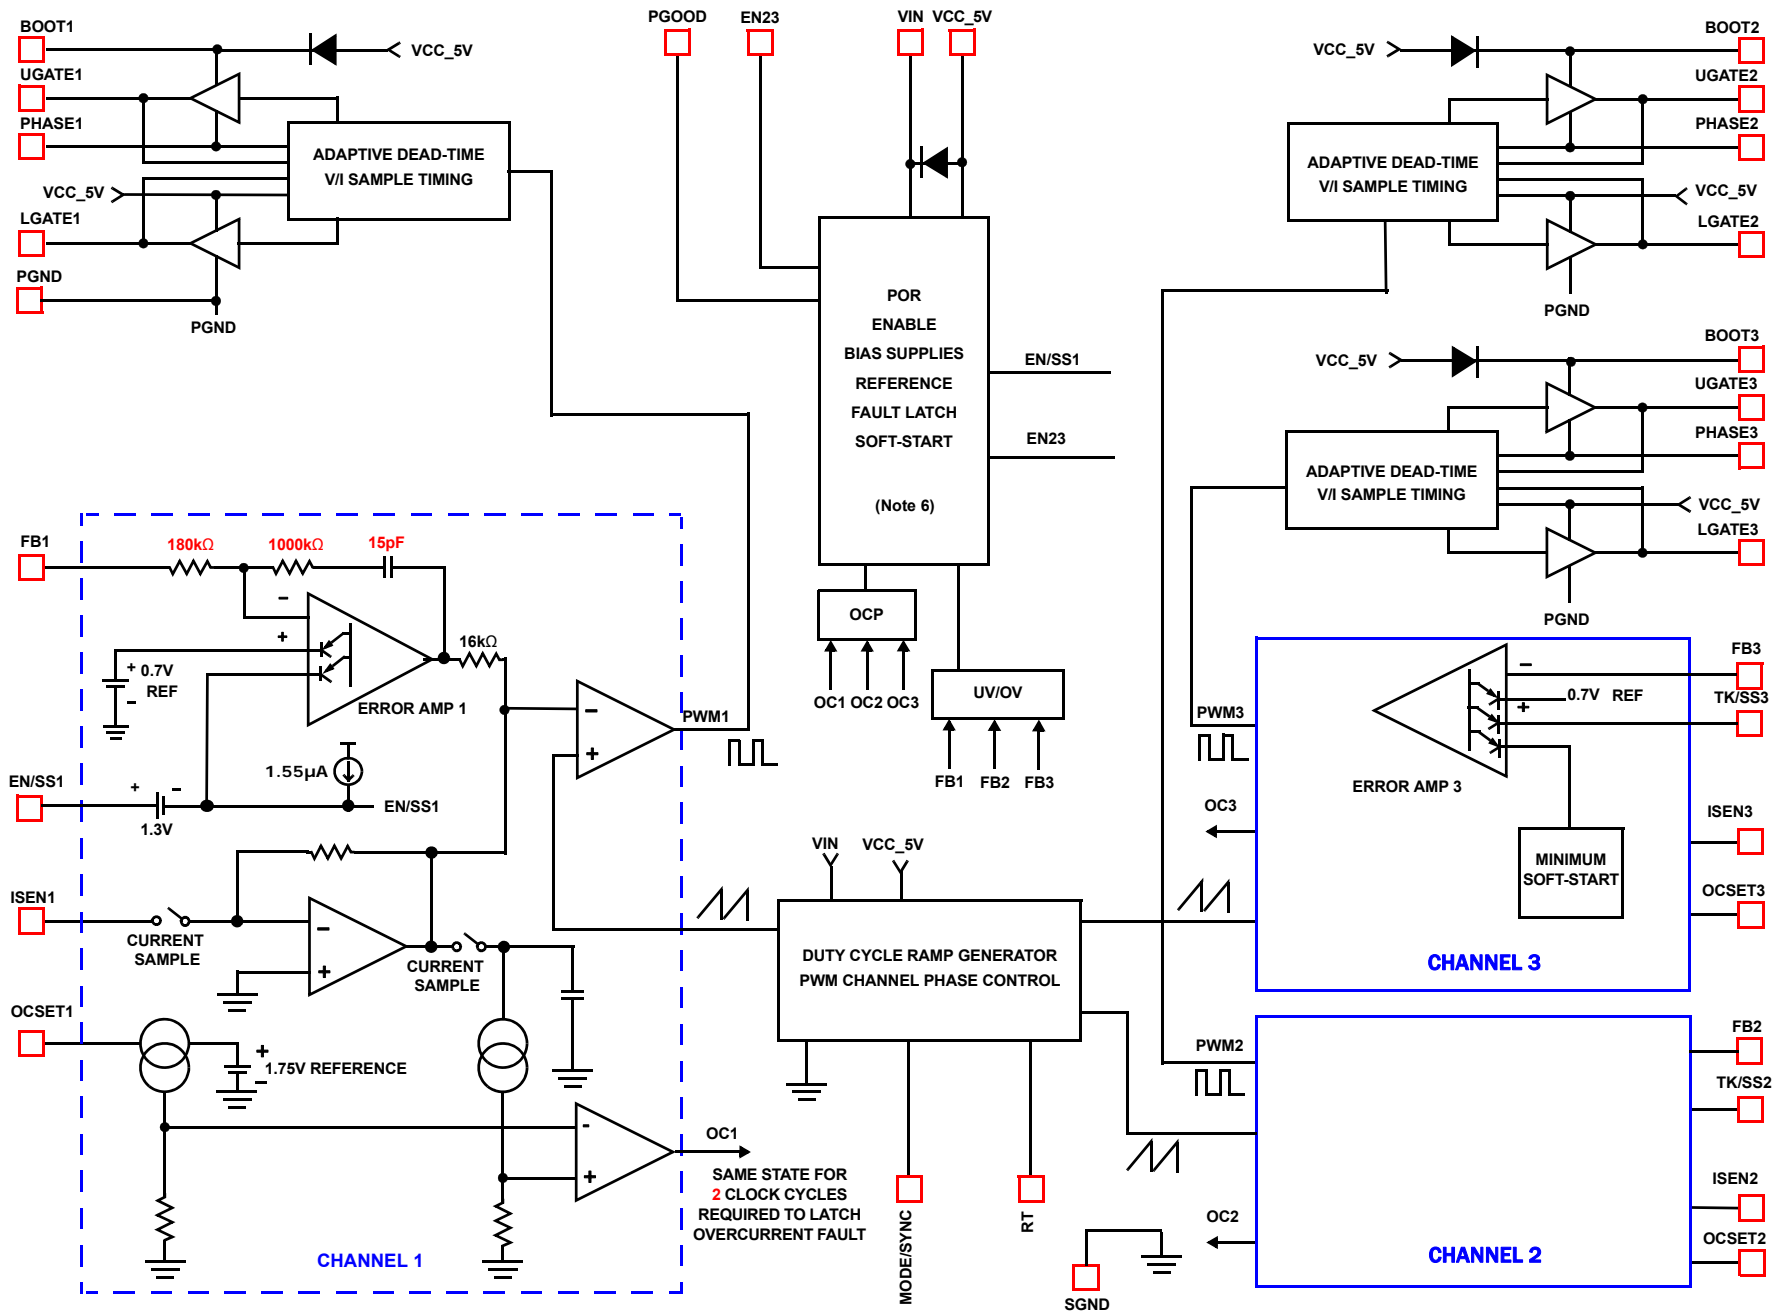 BOOT1
VCC_5V
UGATE1
PHASE1
ADAPTIVE DEAD-TIME
V/I SAMPLE TIMING
VCC_5V
LGATE1
PGND
PGND
PGOOD
EN23
VIN
VCC_5V
POR
ENABLE
BIAS SUPPLIES
REFERENCE
FAULT LATCH
SOFT-START
(Note 6)
EN/SS1
EN23
OCP
OC1 OC2 OC3
UV/OV
FB1 FB2 FB3
BOOT2
VCC_5V
UGATE2
PHASE2
ADAPTIVE DEAD-TIME
V/I SAMPLE TIMING
VCC_5V
LGATE2
PGND
BOOT3
VCC_5V
UGATE3
PHASE3
ADAPTIVE DEAD-TIME
V/I SAMPLE TIMING
VCC_5V
LGATE3
PGND
FB1
180kΩ
1000kΩ
15pF
−
+
+ 0.7V
REF
−
16kΩ
ERROR AMP 1
−
+
PWM1
1.55µA
EN/SS1
+ −
1.3V
EN/SS1
ISEN1
CURRENT
SAMPLE
−
+
CURRENT
SAMPLE
OCSET1
+
1.75V REFERENCE
−
-
+
OC1
SAME STATE FOR
2 CLOCK CYCLES
REQUIRED TO LATCH
OVERCURRENT FAULT
CHANNEL 1
VIN
VCC_5V
DUTY CYCLE RAMP GENERATOR
PWM CHANNEL PHASE CONTROL
MODE/SYNC
RT
SGND
PWM3
−
0.7V REF
+
ERROR AMP 3
OC3
MINIMUM
SOFT-START
CHANNEL 3
FB3
TK/SS3
ISEN3
OCSET3
PWM2
OC2
CHANNEL 2
FB2
TK/SS2
ISEN2
OCSET2